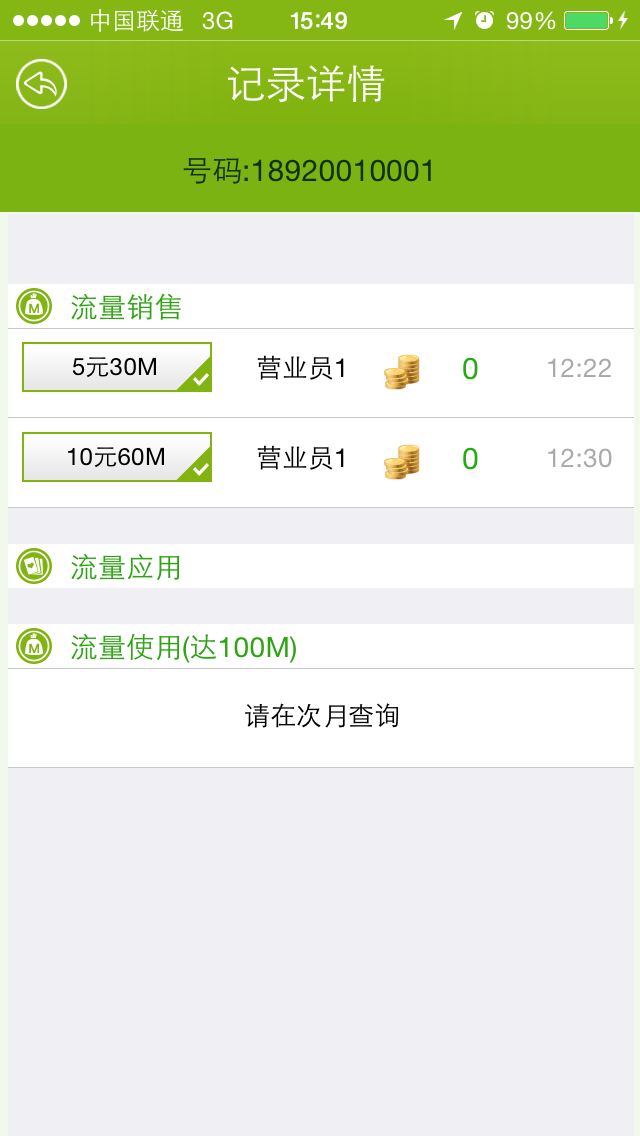 中国联通 3G 15:49 99%
记录详情
号码:18920010001
流量销售
5元30M 营业员1 0 12:22
10元60M 营业员1 0 12:30
流量应用
流量使用(达100M)
请在次月查询